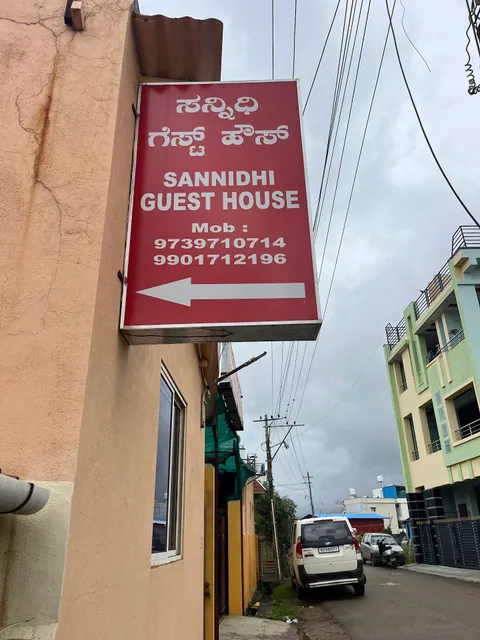 ಸನ್ನಿಧಿ
ಗೆಸ್ಟ್ ಹೌಸ್
SANNIDHI
GUEST HOUSE
Mob :
9739710714
9901712196